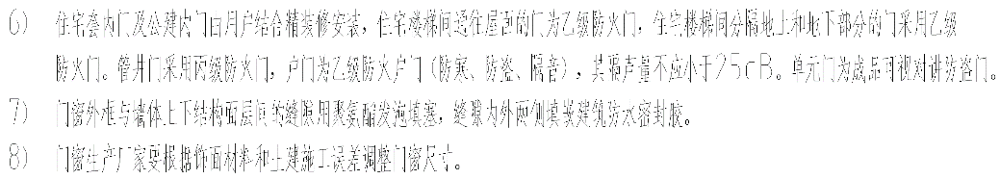 6） 住宅套内门及公建内门由用户结合精装修安装，住宅楼梯间通往屋面的门为乙级防火门，住宅楼梯间分隔地上和地下部分的门采用乙级
防火门。管井门采用丙级防火门，户门为乙级防火户门（防寒、防盗、隔音），其隔声量不应小于25dB。单元门为成品可视对讲防盗门。
7） 门窗外框与墙体上下结构面层间的缝隙用聚氨酯发泡填塞，缝隙内外两侧填嵌建筑防水密封胶。
8） 门窗生产厂家要根据饰面材料和土建施工误差调整门窗尺寸。